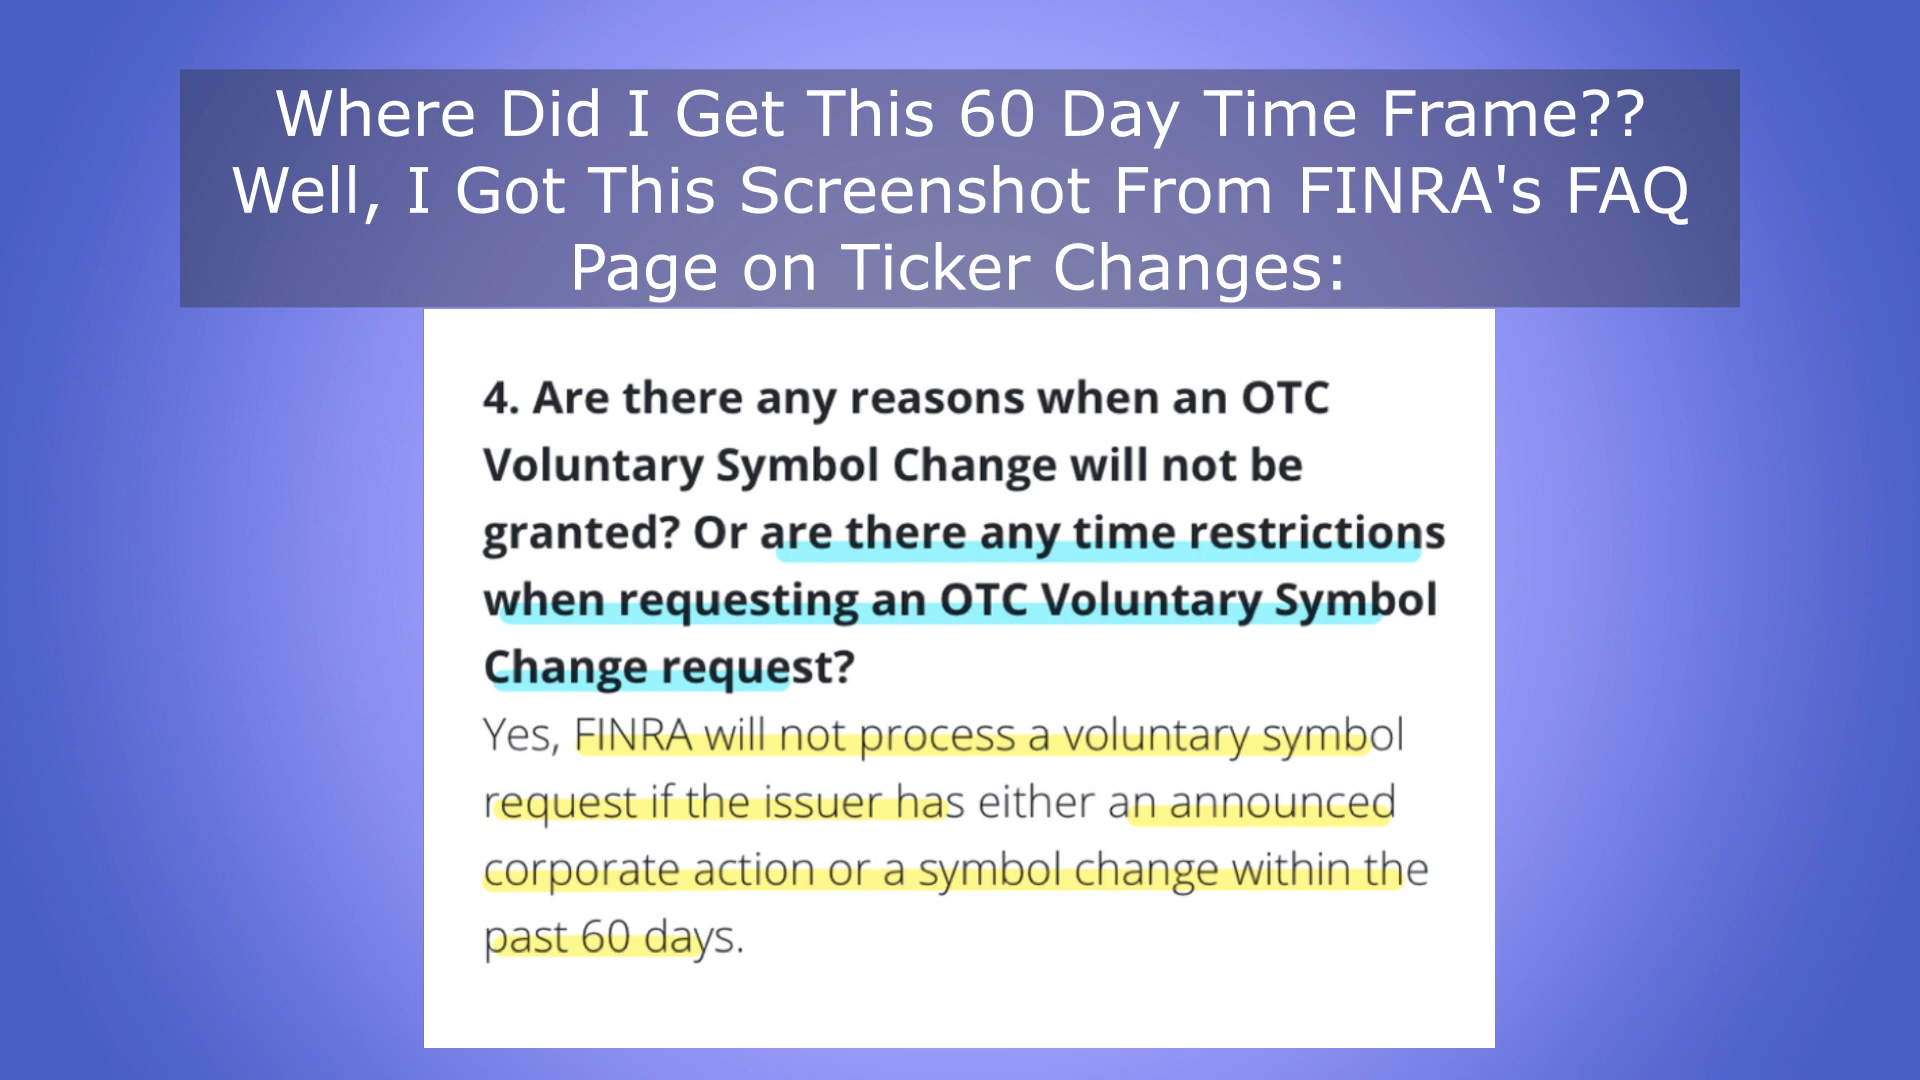 Where Did I Get This 60 Day Time Frame??
Well, I Got This Screenshot From FINRA's FAQ
Page on Ticker Changes:
4. Are there any reasons when an OTC
Voluntary Symbol Change will not be
granted? Or are there any time restrictions
when requesting an OTC Voluntary Symbol
Change request?
Yes, FINRA will not process a voluntary symbol
request if the issuer has either an announced
corporate action or a symbol change within the
past 60 days.